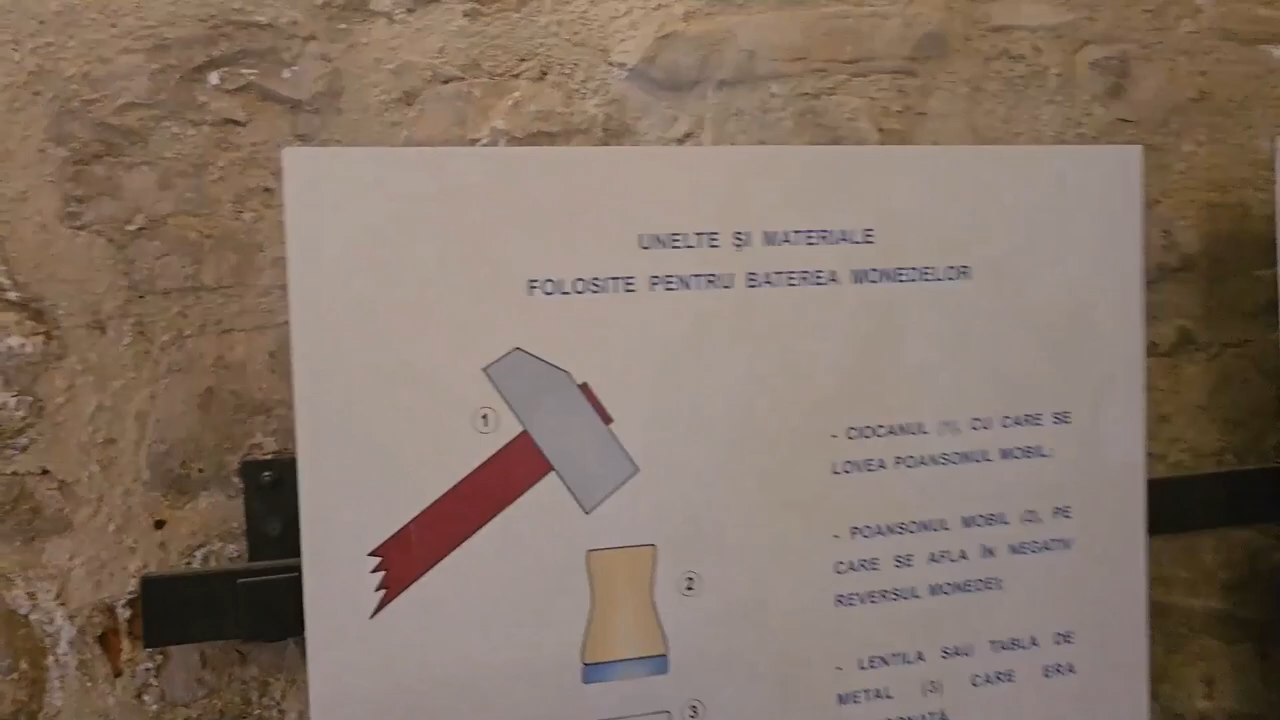 UNELTE ȘI MATERIALE
FOLOSITE PENTRU BATEREA MONEDELOR
1
- CIOCANUL (1), CU CARE SE
LOVEA POANSONUL MOBIL;
- POANSONUL MOBIL (2), PE
CARE SE AFLA ÎN NEGATIV
REVERSUL MONEDEI;
2
- LENTILA SAU TABLA DE
METAL (3) CARE ERA
3